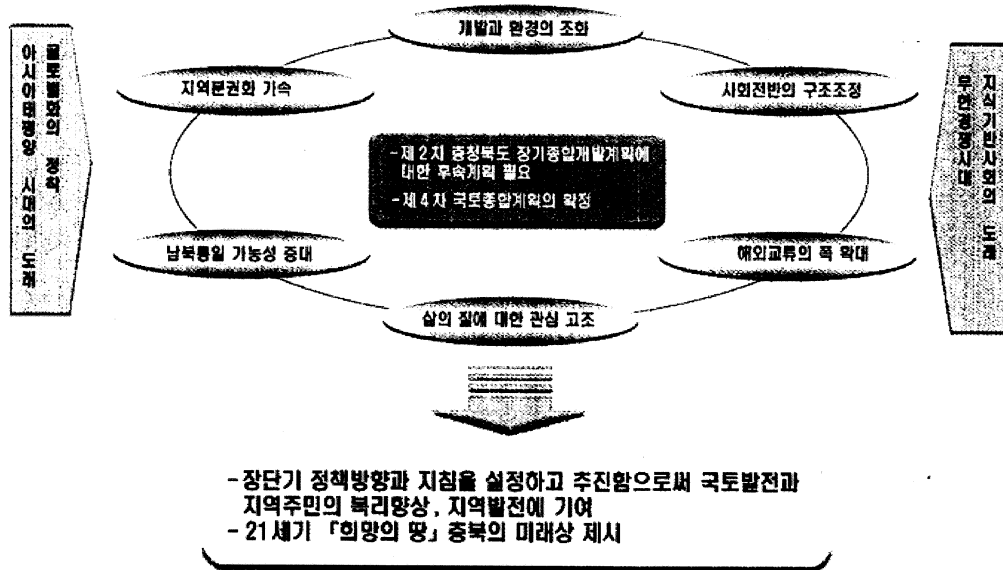 개발과 환경의 조화
지역분권화 가속
사회전반의 구조조정
글로벌화의 정착
아시아태평양 시대의 도래
지식기반사회의 도래
무한경쟁시대
-제2차 충청북도 장기종합개발계획에
대한 후속계획 필요
-제4차 국토종합계획의 확정
남북통일 가능성 증대
해외교류의 폭 확대
삶의 질에 대한 관심 고조
-장단기 정책방향과 지침을 설정하고 추진함으로써 국토발전과
지역주민의 복리향상, 지역발전에 기여
-21세기 「희망의 땅」 충북의 미래상 제시